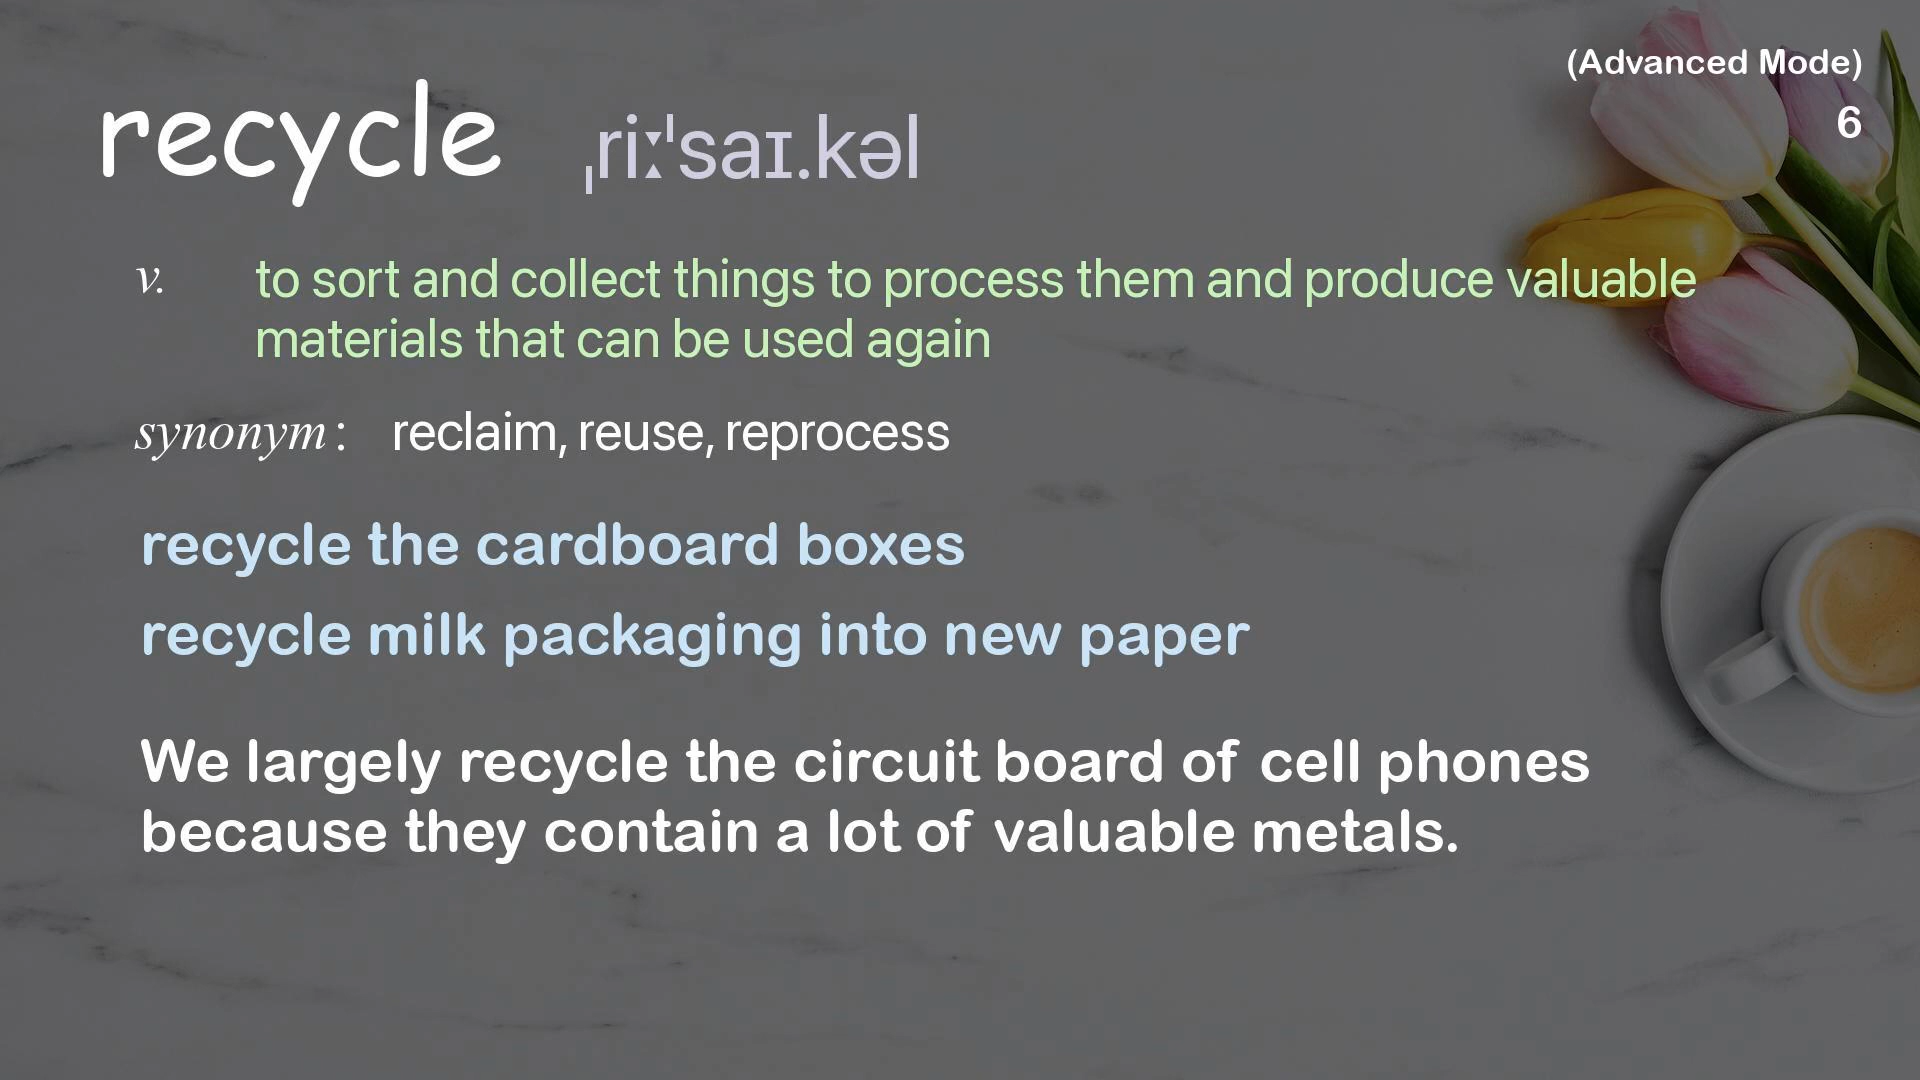 (Advanced Mode)
6
recycle ˌriːˈsaɪ.kəl
v. to sort and collect things to process them and produce valuable
materials that can be used again
synonym: reclaim, reuse, reprocess
recycle the cardboard boxes
recycle milk packaging into new paper
We largely recycle the circuit board of cell phones
because they contain a lot of valuable metals.